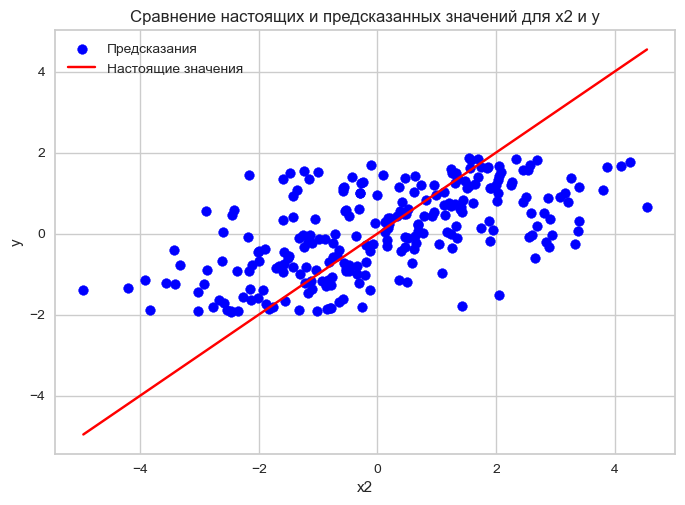 Сравнение настоящих и предсказанных значений для x2 и y
Предсказания
Настоящие значения
4
2
0
−2
−4
y
−4
−2
0
2
4
x2